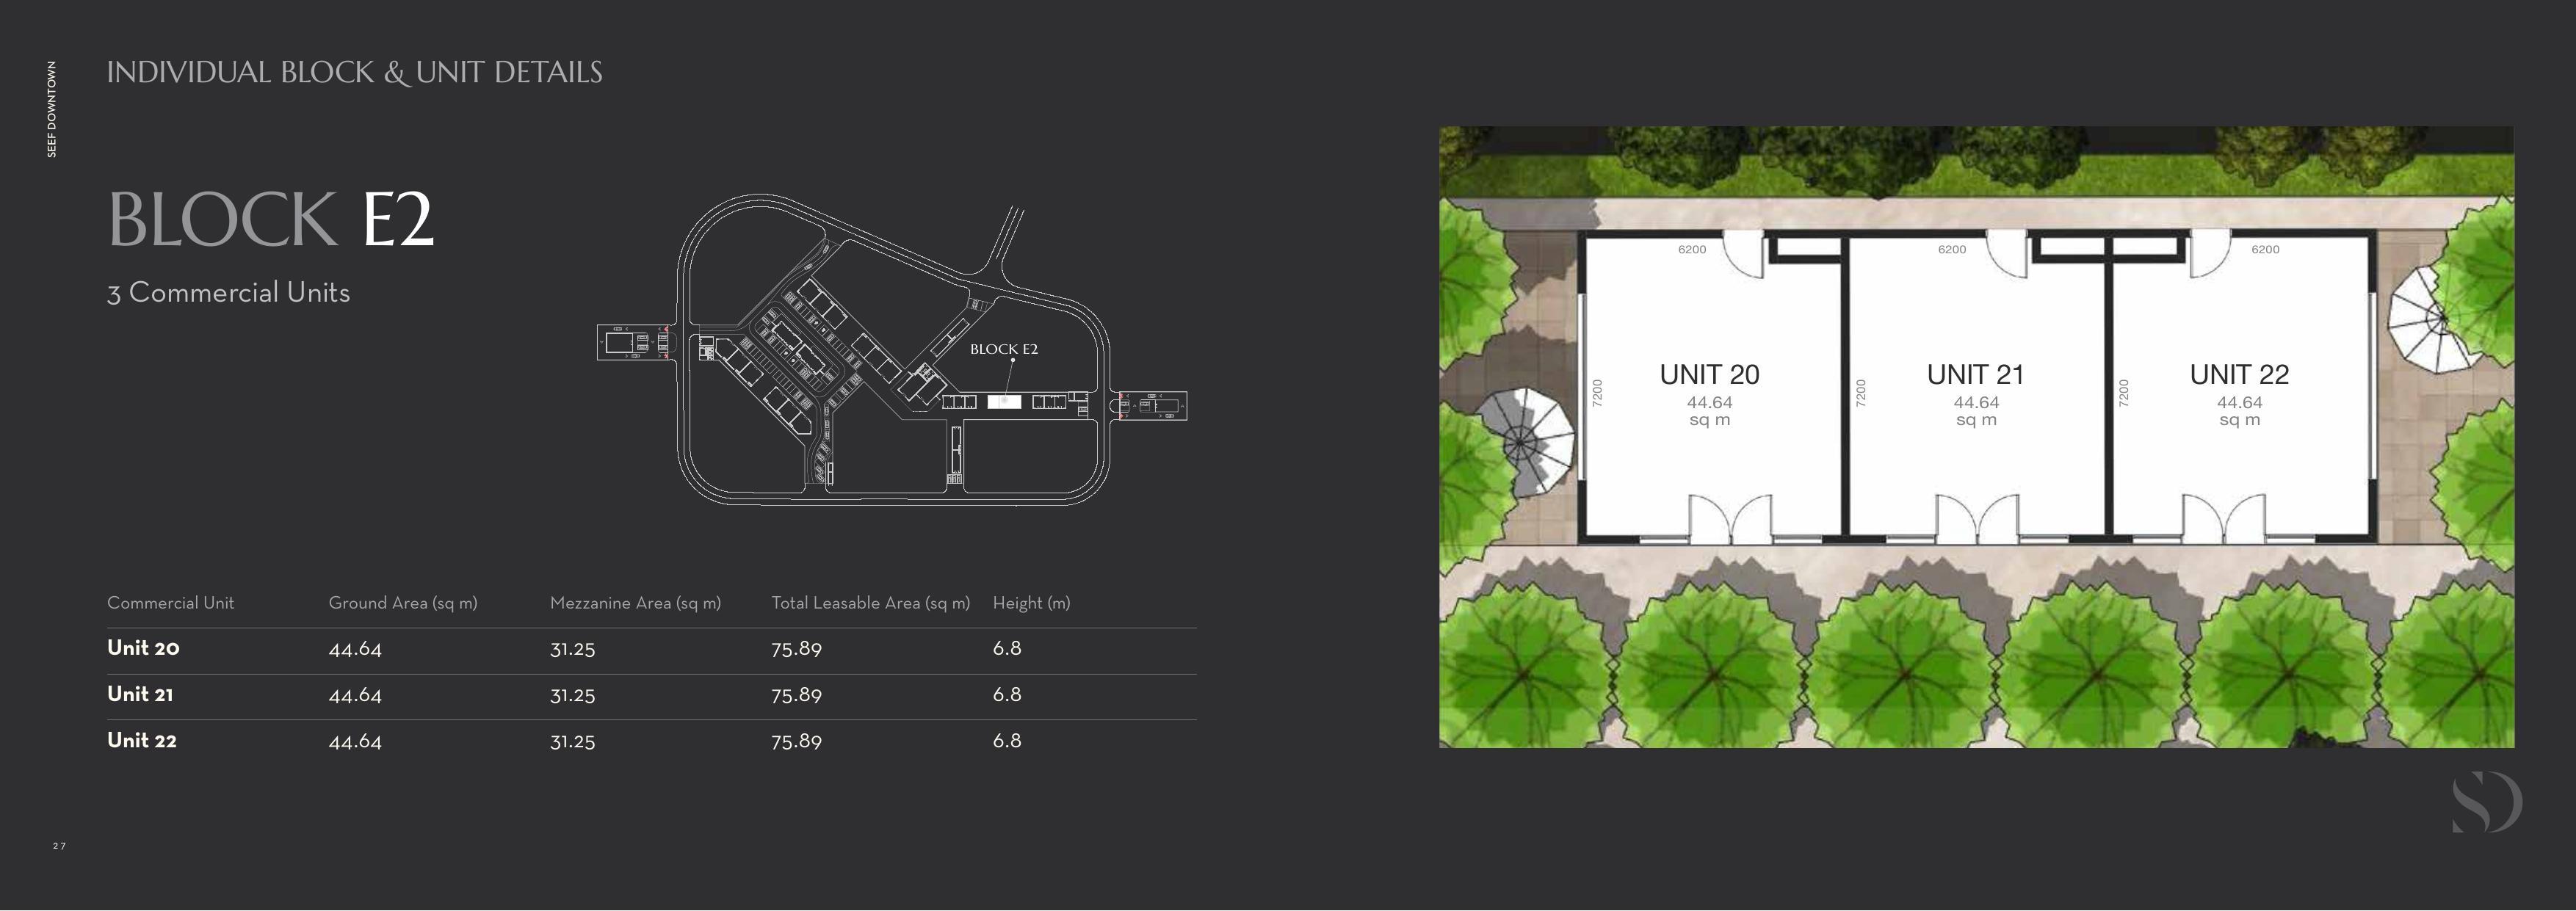 SEEF DOWNTOWN
INDIVIDUAL BLOCK & UNIT DETAILS
BLOCK E2
3 Commercial Units
BLOCK E2
Commercial Unit Ground Area (sq m) Mezzanine Area (sq m) Total Leasable Area (sq m) Height (m)
Unit 20 44.64 31.25 75.89 6.8
Unit 21 44.64 31.25 75.89 6.8
Unit 22 44.64 31.25 75.89 6.8
27
6200 6200 6200
7200 7200 7200
UNIT 20
44.64
sq m
UNIT 21
44.64
sq m
UNIT 22
44.64
sq m
SD